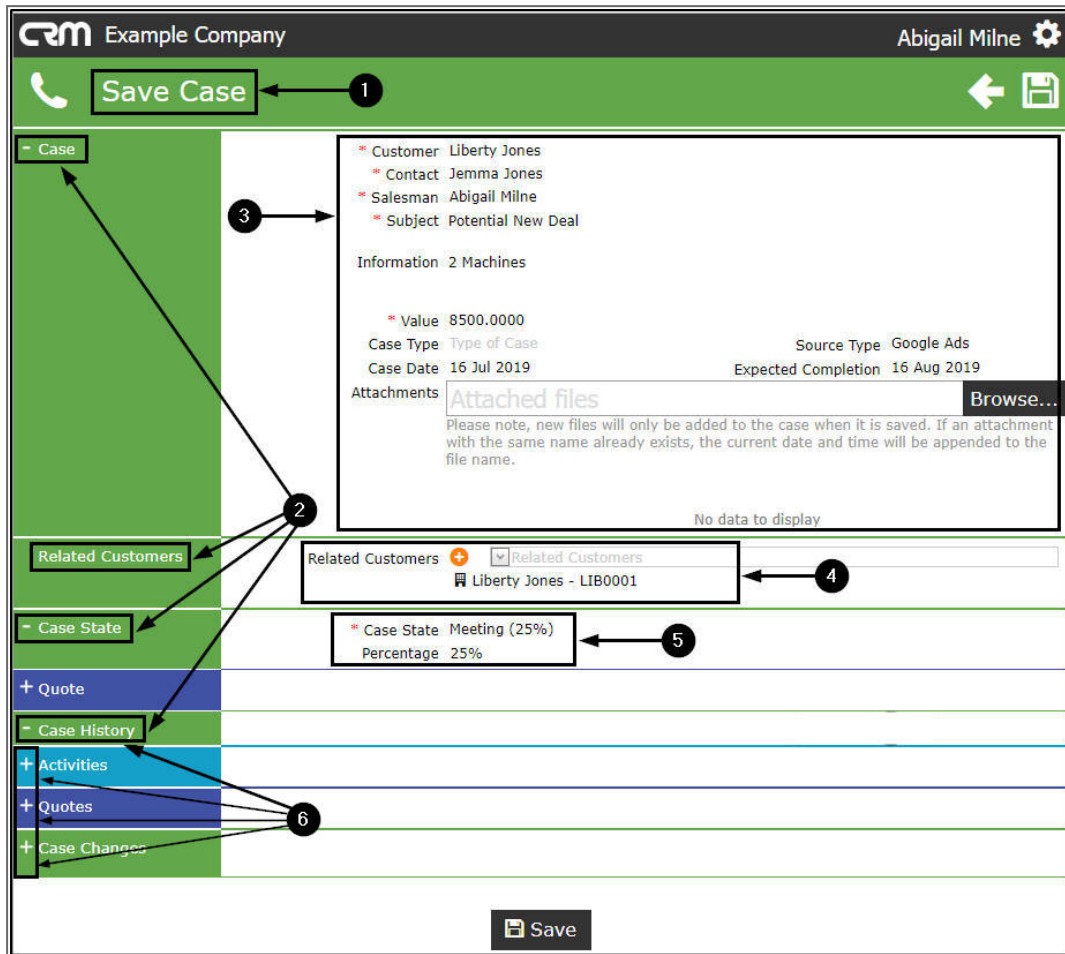 CRM Example Company Abigail Milne
Save Case 1
- Case
* Customer Liberty Jones
* Contact Jemma Jones
* Salesman Abigail Milne
3
* Subject Potential New Deal
Information 2 Machines
* Value 8500.0000
Case Type Type of Case Source Type Google Ads
Case Date 16 Jul 2019 Expected Completion 16 Aug 2019
Attachments Attached files Browse...
Please note, new files will only be added to the case when it is saved. If an attachment
with the same name already exists, the current date and time will be appended to the
file name.
2
No data to display
Related Customers Related Customers + Related Customers
Liberty Jones - LIB0001 4
- Case State * Case State Meeting (25%)
5
Percentage 25%
+ Quote
- Case History
+ Activities
+ Quotes
6
+ Case Changes
Save